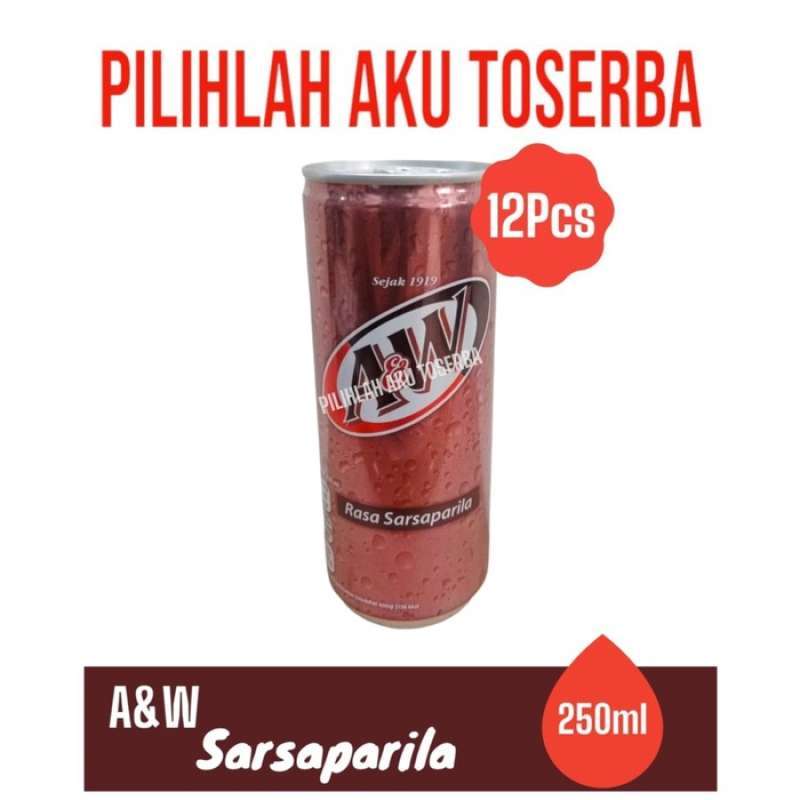 PILIHLAH AKU TOSERBA
12Pcs
Sejak 1919
A&W
PILIHLAH AKU TOSERBA
Rasa Sarsaparila
A&W
Sarsaparila
250ml